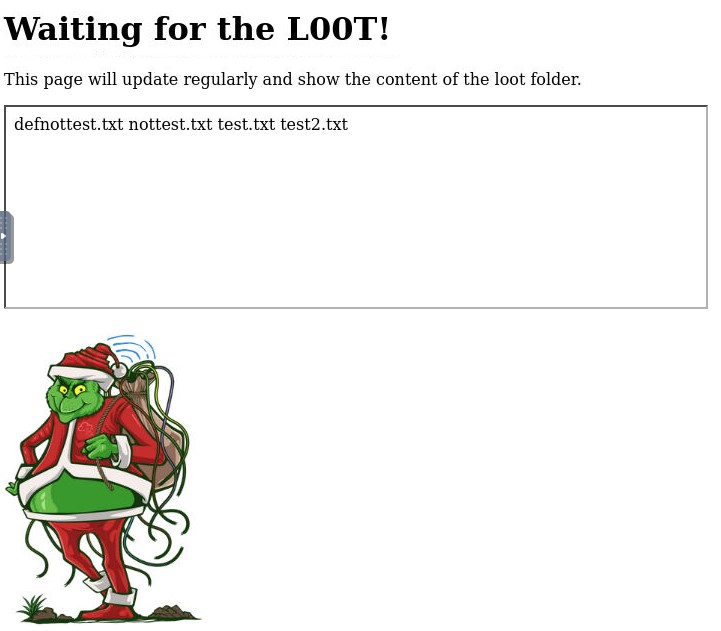 Waiting for the L00T!
This page will update regularly and show the content of the loot folder.
defnottest.txt nottest.txt test.txt test2.txt